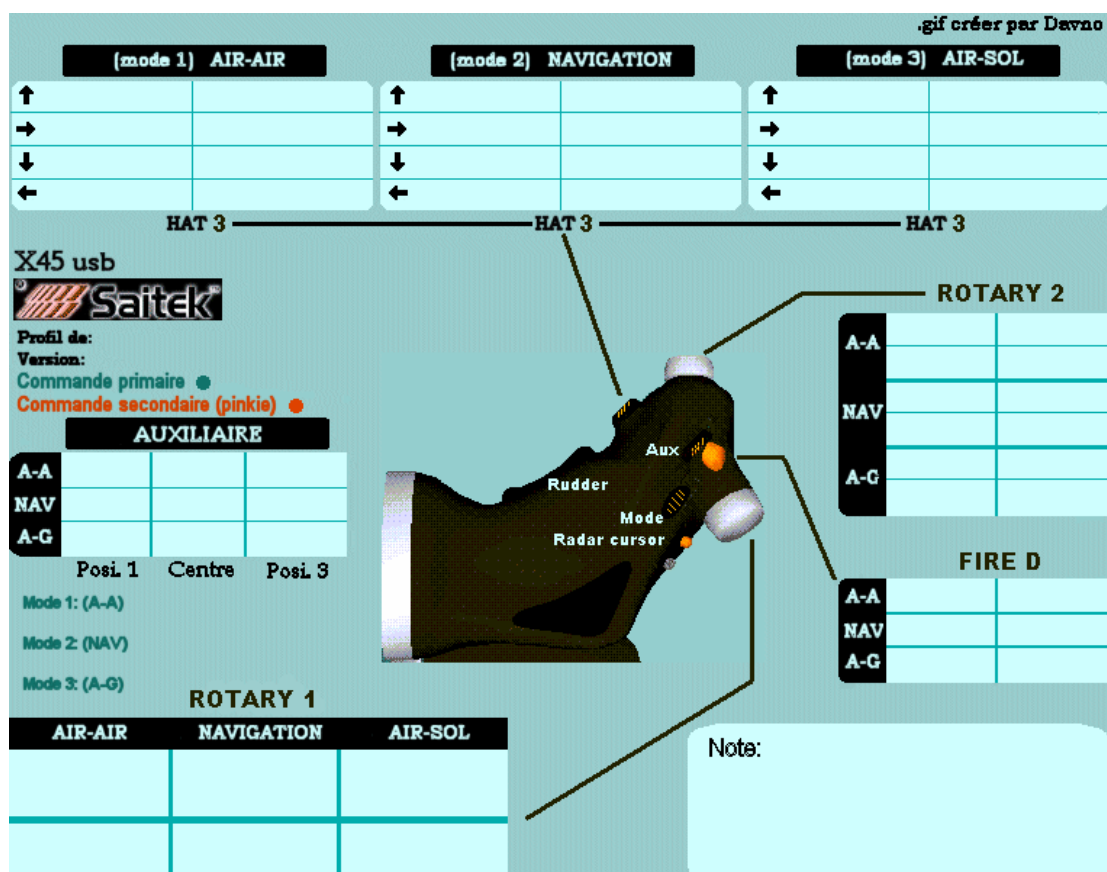 .gif créer par Davno
(mode 1) AIR-AIR
(mode 2) NAVIGATION
(mode 3) AIR-SOL
HAT 3
HAT 3
HAT 3
X45 usb
Saitek
Profil de:
Version:
Commande primaire
Commande secondaire (pinkie)
AUXILIAIRE
A-A
NAV
A-G
Posi. 1 Centre Posi. 3
Mode 1: (A-A)
Mode 2: (NAV)
Mode 3: (A-G)
Aux
Rudder
Mode
Radar cursor
ROTARY 2
A-A
NAV
A-G
FIRE D
A-A
NAV
A-G
ROTARY 1
AIR-AIR NAVIGATION AIR-SOL
Note: